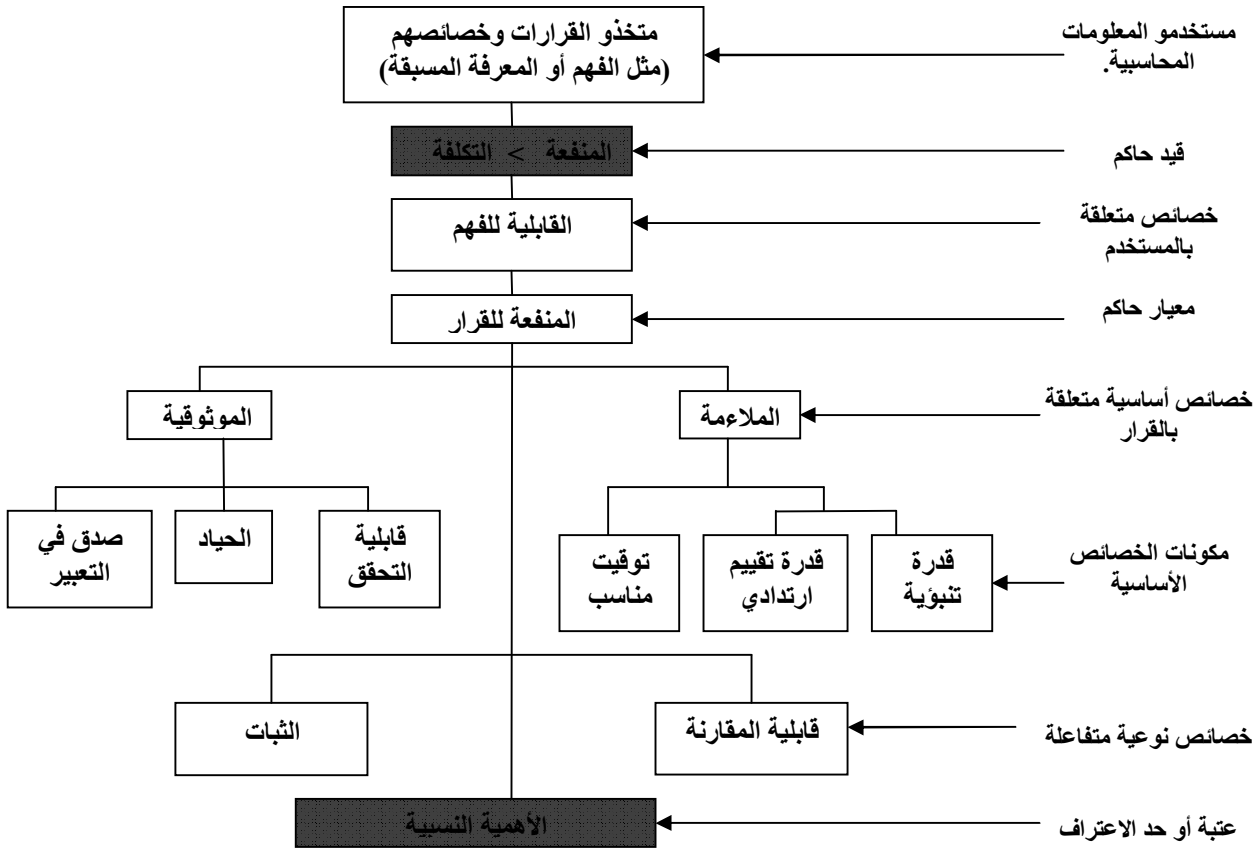 متخذو القرارات وخصائصهم
(مثل الفهم أو المعرفة المسبقة)
مستخدمو المعلومات
المحاسبية.
المنفعة > التكلفة
قيد حاكم
القابلية للفهم
خصائص متعلقة
بالمستخدم
المنفعة للقرار
معيار حاكم
الملاءمة
الموثوقية
خصائص أساسية متعلقة
بالقرار
قدرة
تنبؤية
قدرة تقييم
ارتدادي
توقيت
مناسب
قابلية
التحقق
الحياد
صدق في
التعبير
مكونات الخصائص
الأساسية
قابلية المقارنة
الثبات
خصائص نوعية متفاعلة
الأهمية النسبية
عتبة أو حد الاعتراف